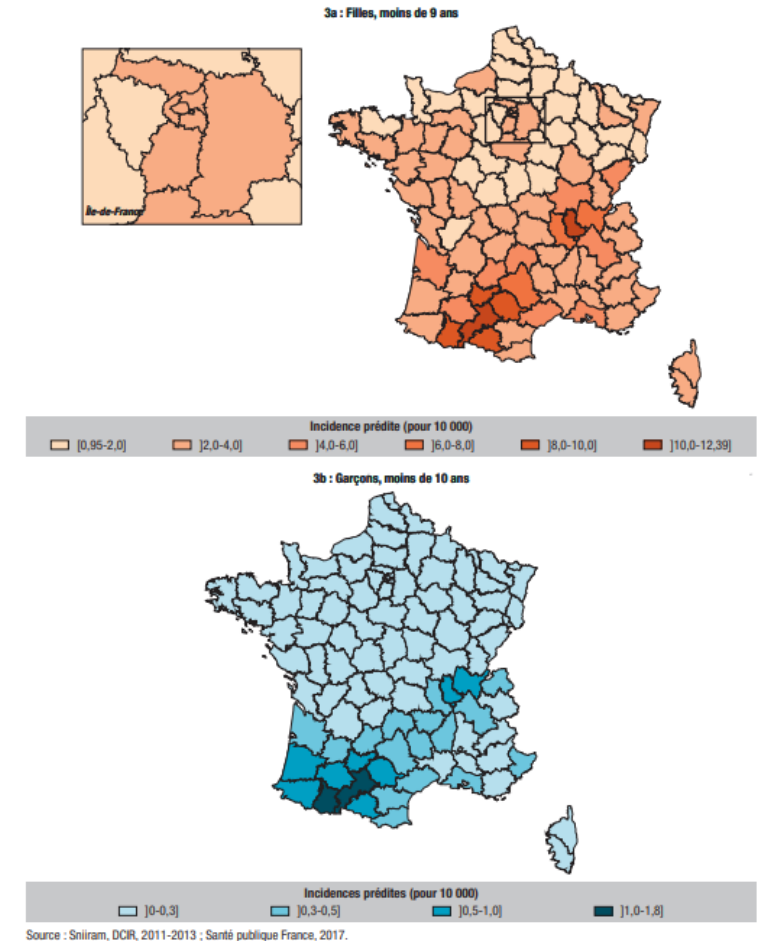 3a : Filles, moins de 9 ans
Île-de-France
Incidence prédite (pour 10 000)
[0,95-2,0] ]2,0-4,0] ]4,0-6,0] ]6,0-8,0] ]8,0-10,0] ]10,0-12,39]
3b : Garçons, moins de 10 ans
Incidences prédites (pour 10 000)
]0-0,3] ]0,3-0,5] ]0,5-1,0] ]1,0-1,8]
Source : Sniiram, DCIR, 2011-2013 ; Santé publique France, 2017.